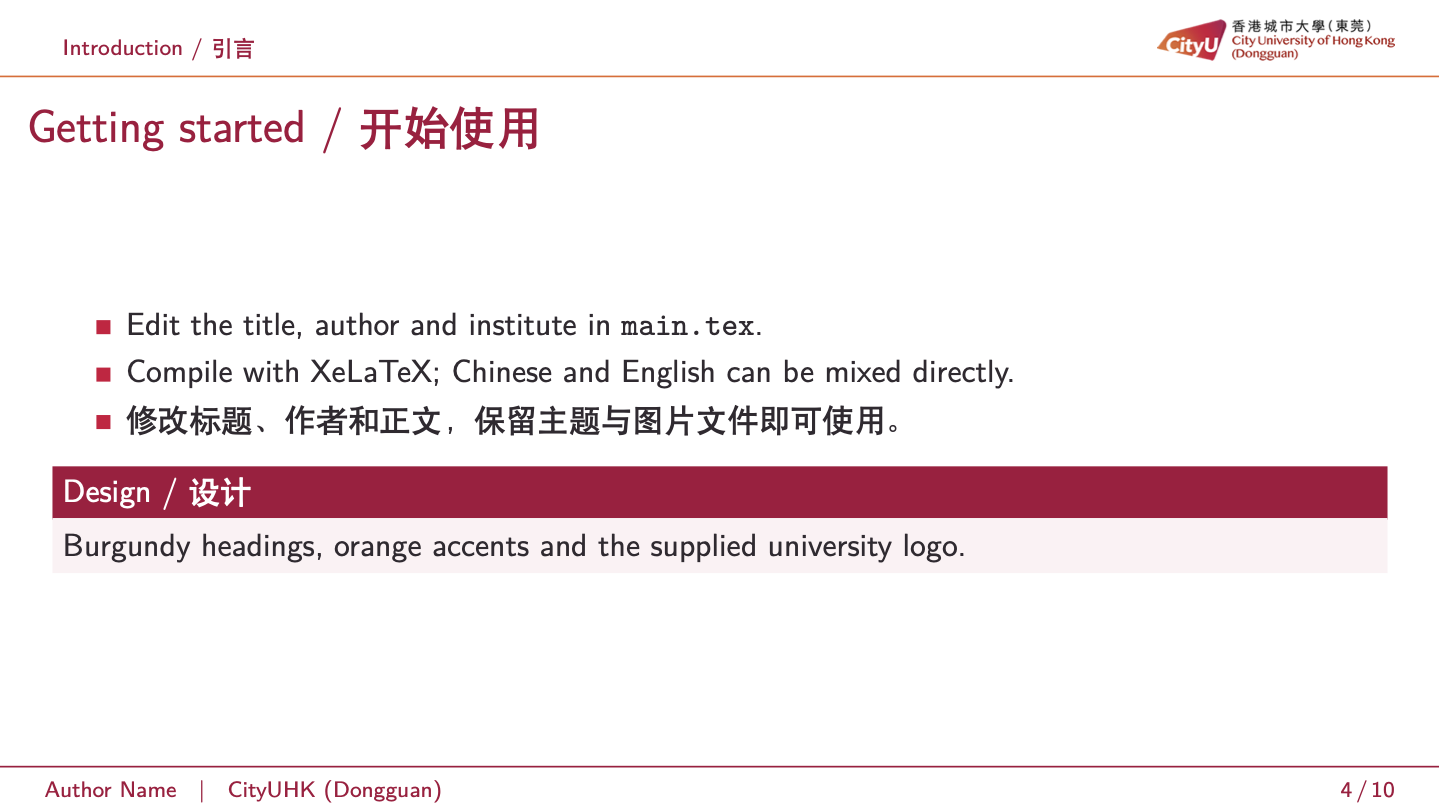 Introduction / 引言
CityU
香港城市大學(東莞)
City University of Hong Kong
(Dongguan)
Getting started / 开始使用
Edit the title, author and institute in main.tex.
Compile with XeLaTeX; Chinese and English can be mixed directly.
修改标题、作者和正文，保留主题与图片文件即可使用。
Design / 设计
Burgundy headings, orange accents and the supplied university logo.
Author Name | CityUHK (Dongguan)
4 / 10